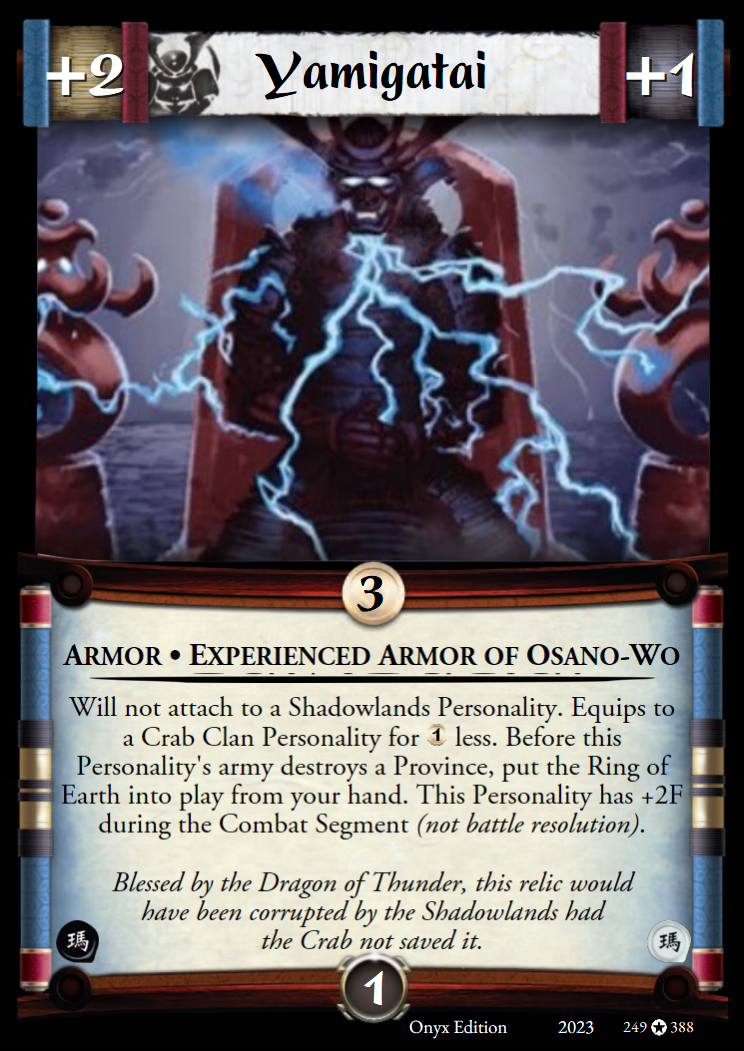 +2 Yamigatai +1
3
ARMOR • EXPERIENCED ARMOR OF OSANO-WO
Will not attach to a Shadowlands Personality. Equips to
a Crab Clan Personality for 1 less. Before this
Personality's army destroys a Province, put the Ring of
Earth into play from your hand. This Personality has +2F
during the Combat Segment (not battle resolution).
Blessed by the Dragon of Thunder, this relic would
have been corrupted by the Shadowlands had
the Crab not saved it.
瑪 瑪
1
Onyx Edition 2023 249 ✪ 388